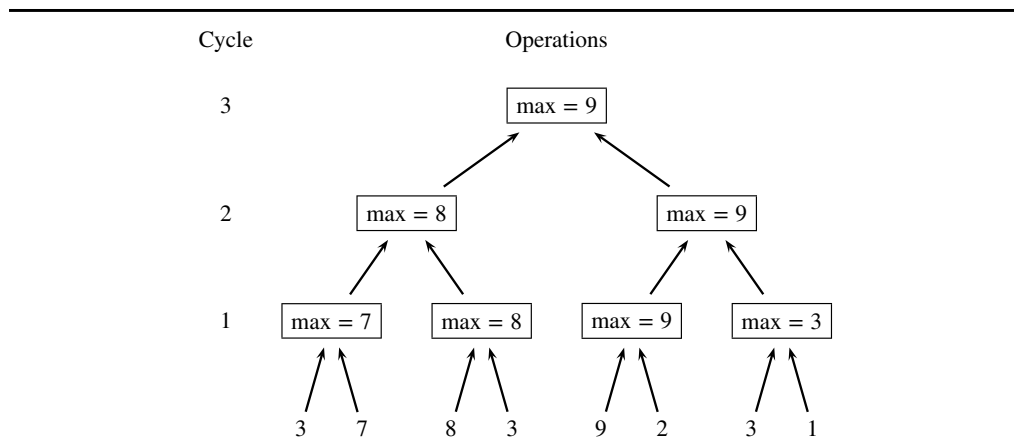 Cycle Operations
3 max = 9
2 max = 8 max = 9
1 max = 7 max = 8 max = 9 max = 3
3 7 8 3 9 2 3 1